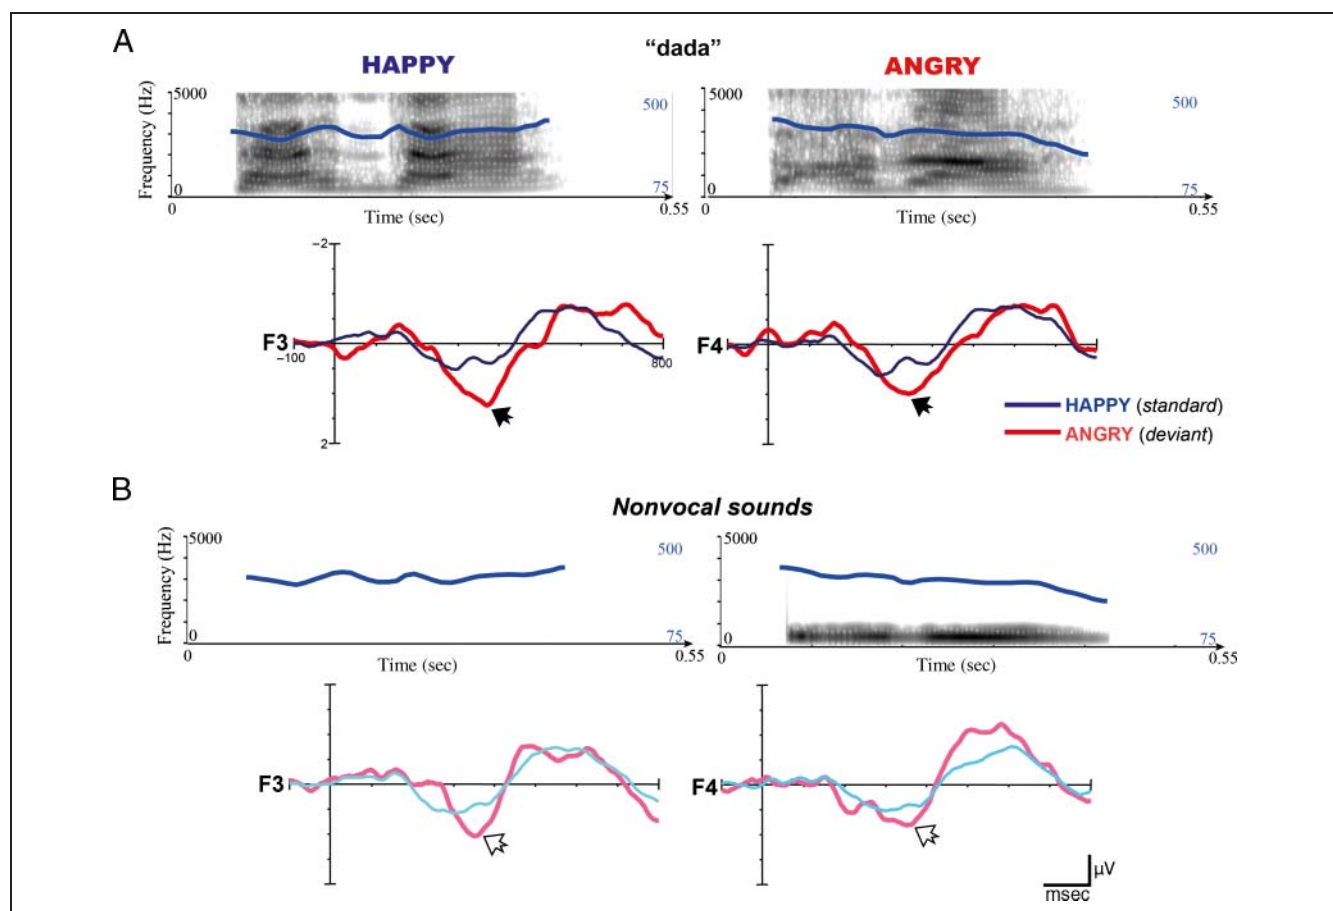 A
"dada"
HAPPY
ANGRY
Frequency (Hz)
5000
0
500
75
0
Time (sec)
0.55
5000
0
500
75
0
Time (sec)
0.55
−2
F3
−100
800
2
F4
HAPPY (standard)
ANGRY (deviant)
B
Nonvocal sounds
Frequency (Hz)
5000
0
500
75
0
Time (sec)
0.55
5000
0
500
75
0
Time (sec)
0.55
F3
F4
µV
msec